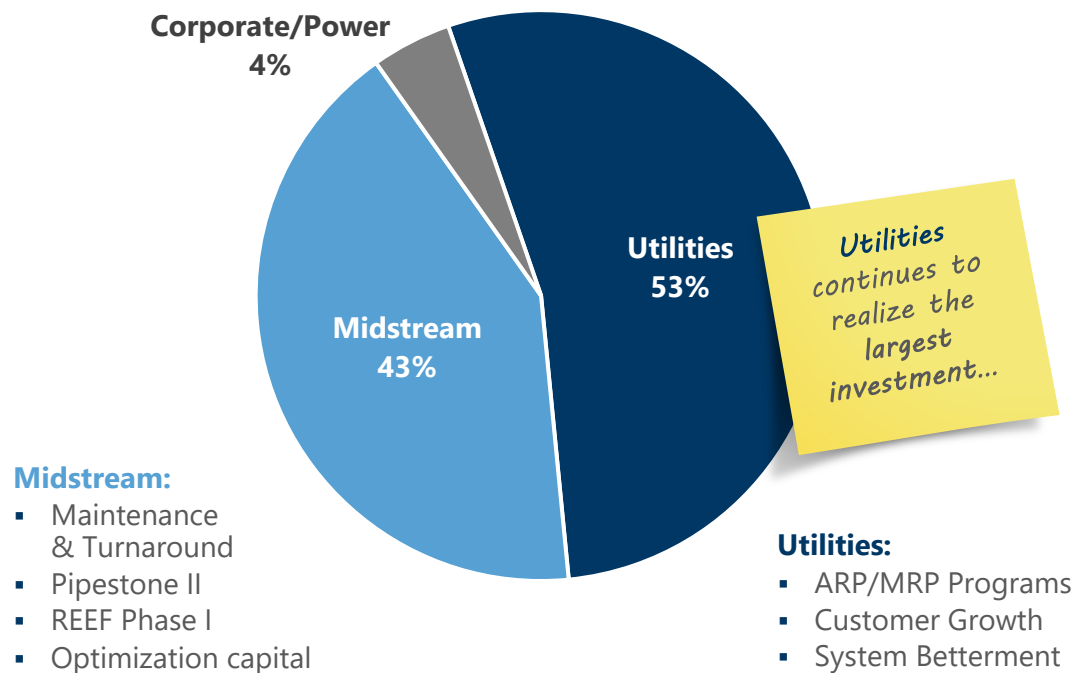 Corporate/Power
4%
Utilities
53%
Midstream
43%
Utilities
continues to
realize the
largest
investment...
Midstream:
▪ Maintenance
& Turnaround
▪ Pipestone II
▪ REEF Phase I
▪ Optimization capital
Utilities:
▪ ARP/MRP Programs
▪ Customer Growth
▪ System Betterment